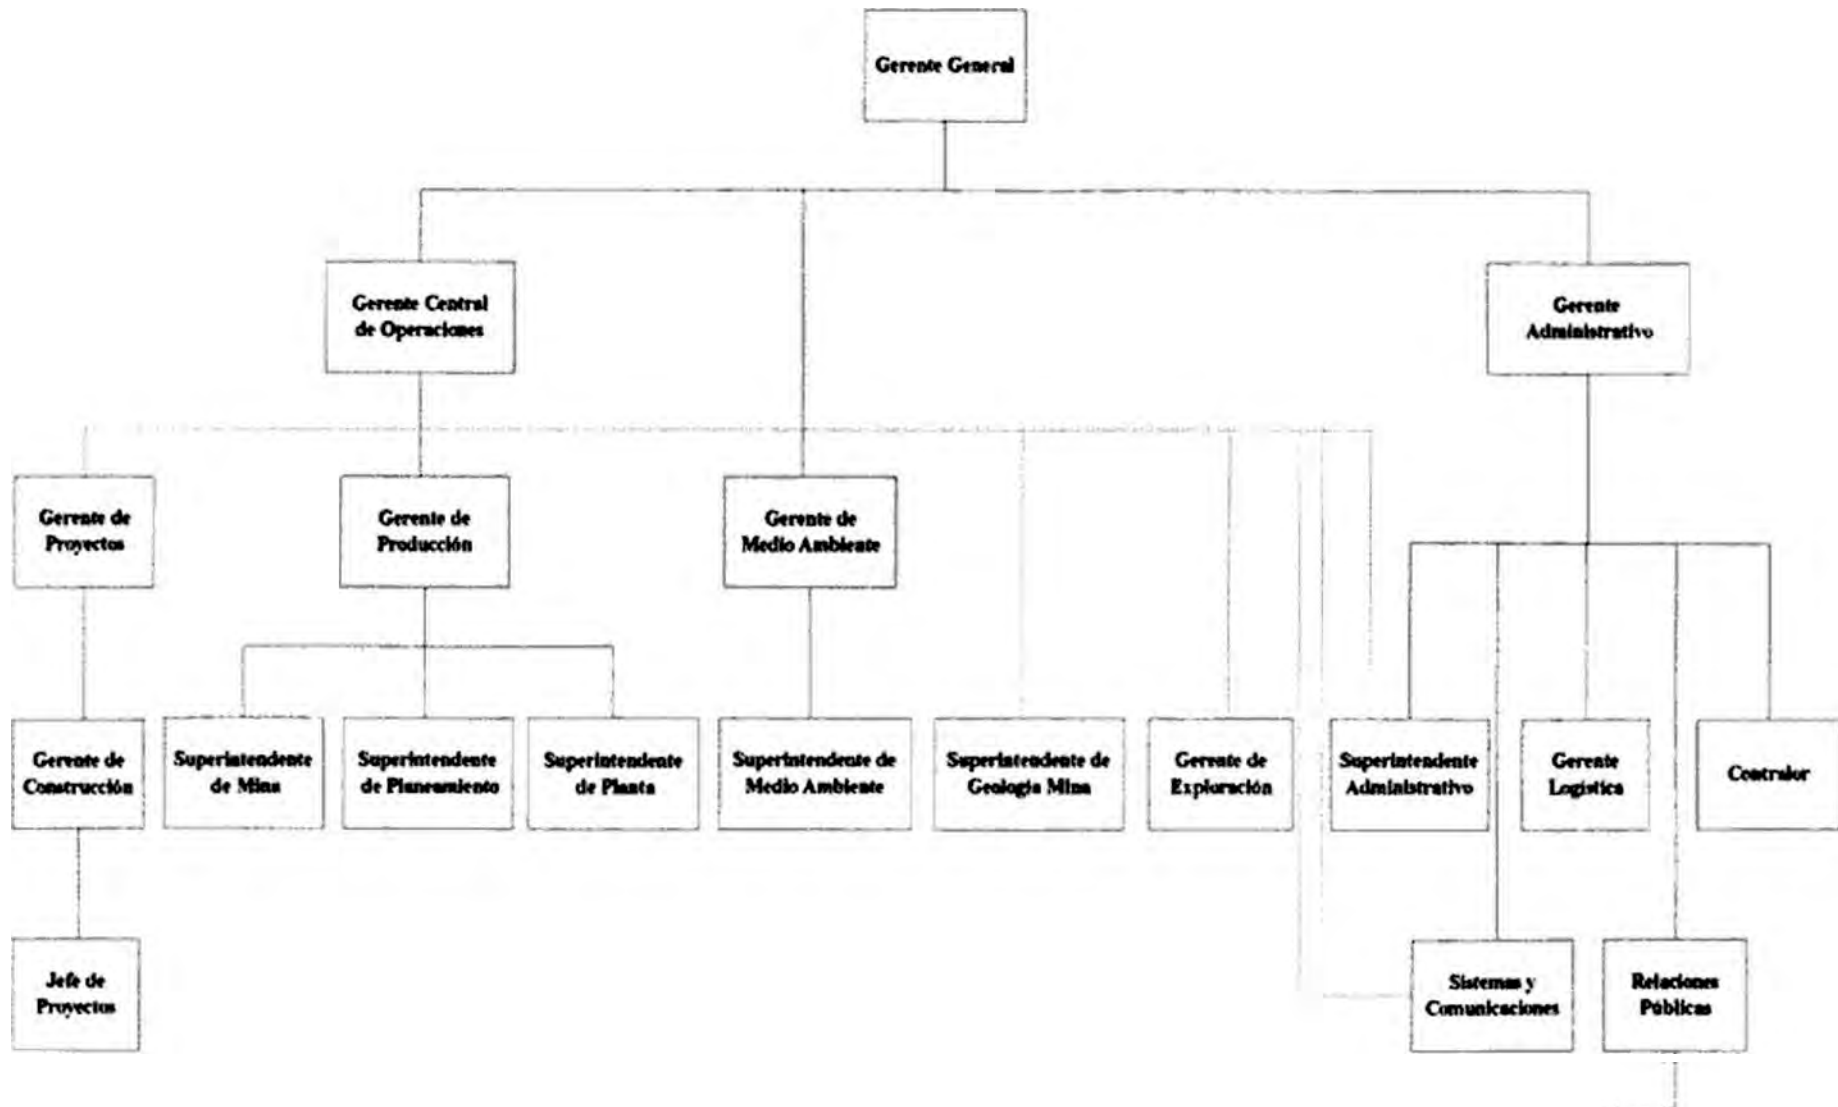 Gerente General
Gerente Central
de Operaciones
Gerente
Administrativo
Gerente de
Proyectos
Gerente de
Producción
Gerente de
Medio Ambiente
Gerente de
Construcción
Superintendente
de Mina
Superintendente
de Planeamiento
Superintendente
de Planta
Superintendente de
Medio Ambiente
Superintendente de
Geología Mina
Gerente de
Exploración
Superintendente
Administrativo
Gerente
Logística
Contralor
Jefe de
Proyectos
Sistemas y
Comunicaciones
Relaciones
Públicas